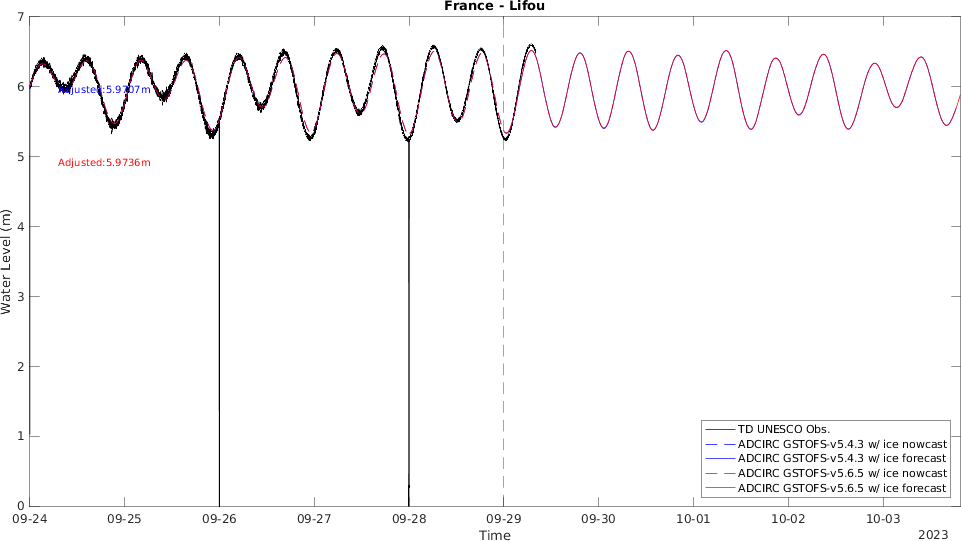 France - Lifou
7
6
5
4
3
2
1
0
Water Level (m)
Adjusted:5.9707m
Adjusted:5.9736m
TD UNESCO Obs.
ADCIRC GSTOFS-v5.4.3 w/ ice nowcast
ADCIRC GSTOFS-v5.4.3 w/ ice forecast
ADCIRC GSTOFS-v5.6.5 w/ ice nowcast
ADCIRC GSTOFS-v5.6.5 w/ ice forecast
09-24 09-25 09-26 09-27 09-28 09-29 09-30 10-01 10-02 10-03
Time
2023